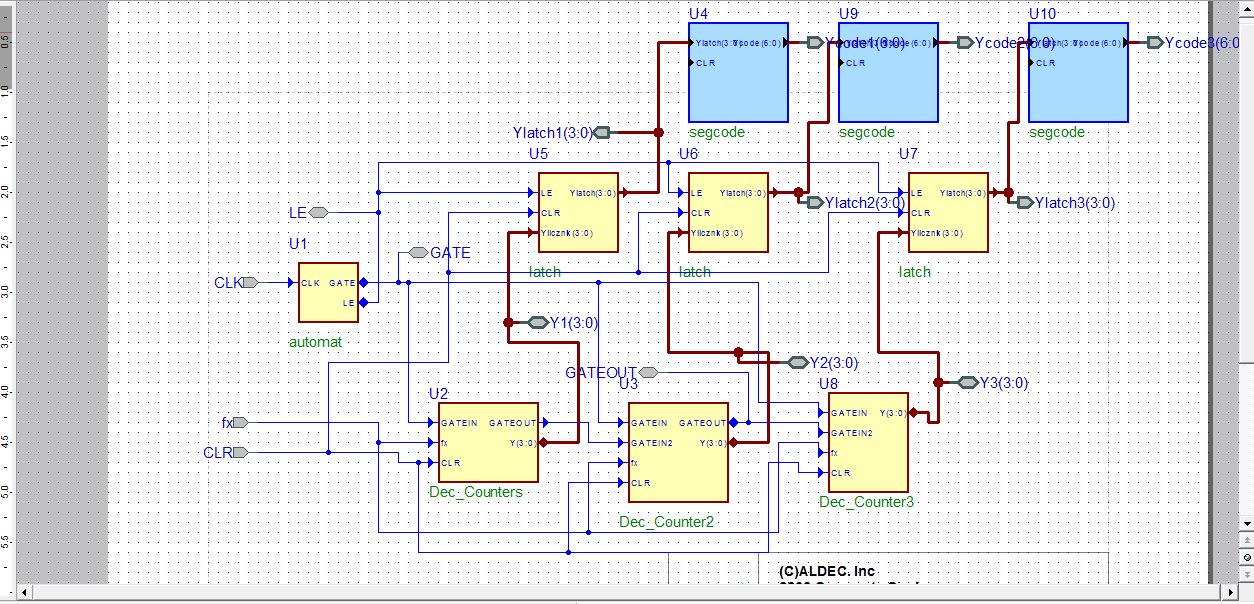 U4 U9 U10
Ylatch(3:0) Ycode (6:0) Ycode1(6:0) Ycode (6:0) Ycode2(6:0) Ylatch(3:0) Ycode (6:0) Ycode3(6:0
CLR CLR CLR
Ylatch1(3:0) segcode segcode segcode
U5 U6 U7
LE Ylatch(3:0) LE Ylatch(3:0) LE Ylatch(3:0)
LE CLR CLR Ylatch2(3:0) CLR Ylatch3(3:0)
Ylicznk (3:0) Ylicznk (3:0) Ylicznk (3:0)
U1 GATE
latch latch latch
CLK CLK GATE
LE
Y1(3:0)
automat
Y2(3:0)
GATEOUT
U2 U3 U8 Y3(3:0)
GATEIN Y(3:0)
fx GATEIN GATEOUT GATEIN GATEOUT GATEIN2
fx Y(3:0) GATEIN2 Y(3:0) fx
CLR CLR fx CLR
CLR
Dec_Counters Dec_Counter3
Dec_Counter2
(C)ALDEC. Inc
0.5
1.0
1.5
2.0
2.5
3.0
3.5
4.0
4.5
5.0
5.5